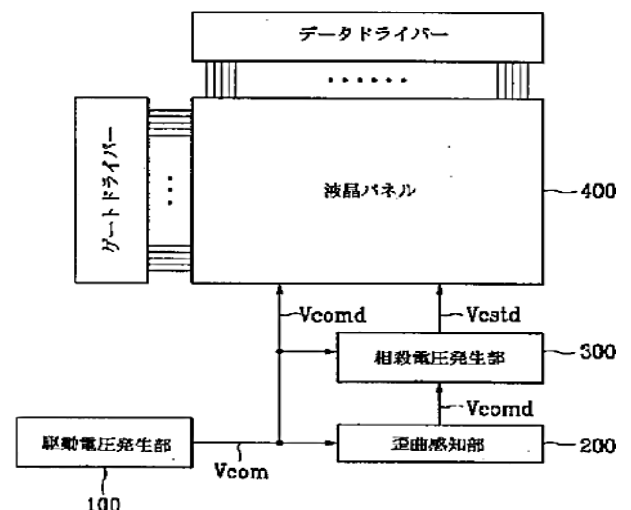 データドライバー
ゲートドライバー
液晶パネル
400
Vcomd
Vcstd
相殺電圧発生部
300
Vcomd
駆動電圧発生部
Vcom
歪曲感知部
200
100